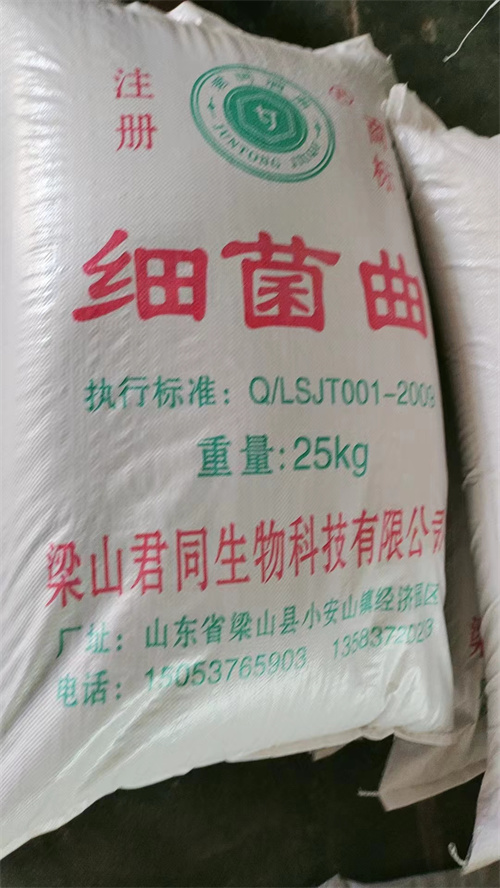 注册 商标
JUNTONG
细菌曲
执行标准：Q/LSJT001-2009
重量:25kg
梁山君同生物科技有限公司
厂址：山东省梁山县小安山镇经济园区
电话：15053765903
梁